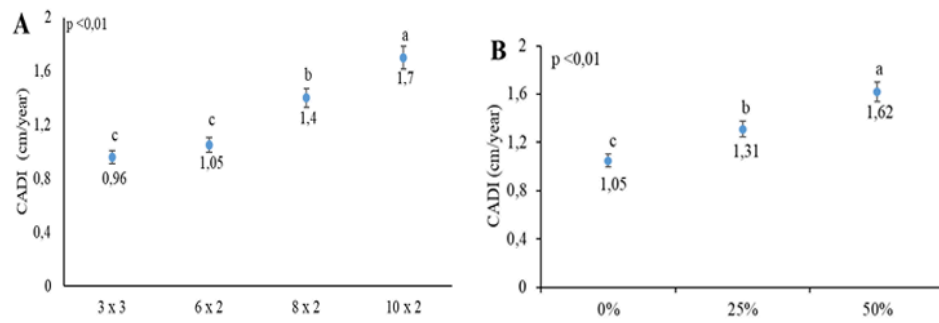 A
p <0,01
CADI (cm/year)
2
1,6
1,2
0,8
0,4
0
c
0,96
c
1,05
b
1,4
a
1,7
3 x 3
6 x 2
8 x 2
10 x 2
B
p <0,01
CADI (cm/year)
2
1,6
1,2
0,8
0,4
0
c
1,05
b
1,31
a
1,62
0%
25%
50%